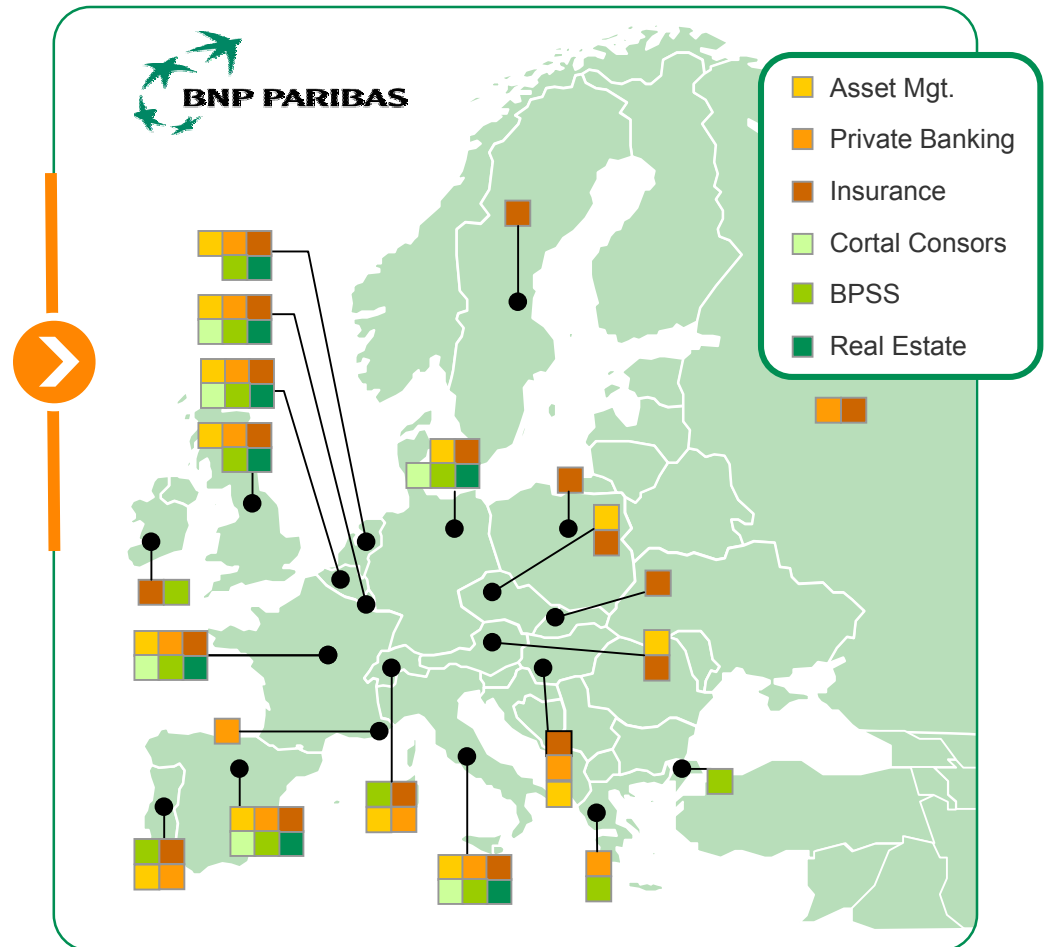 BNP PARIBAS
Asset Mgt.
Private Banking
Insurance
Cortal Consors
BPSS
Real Estate